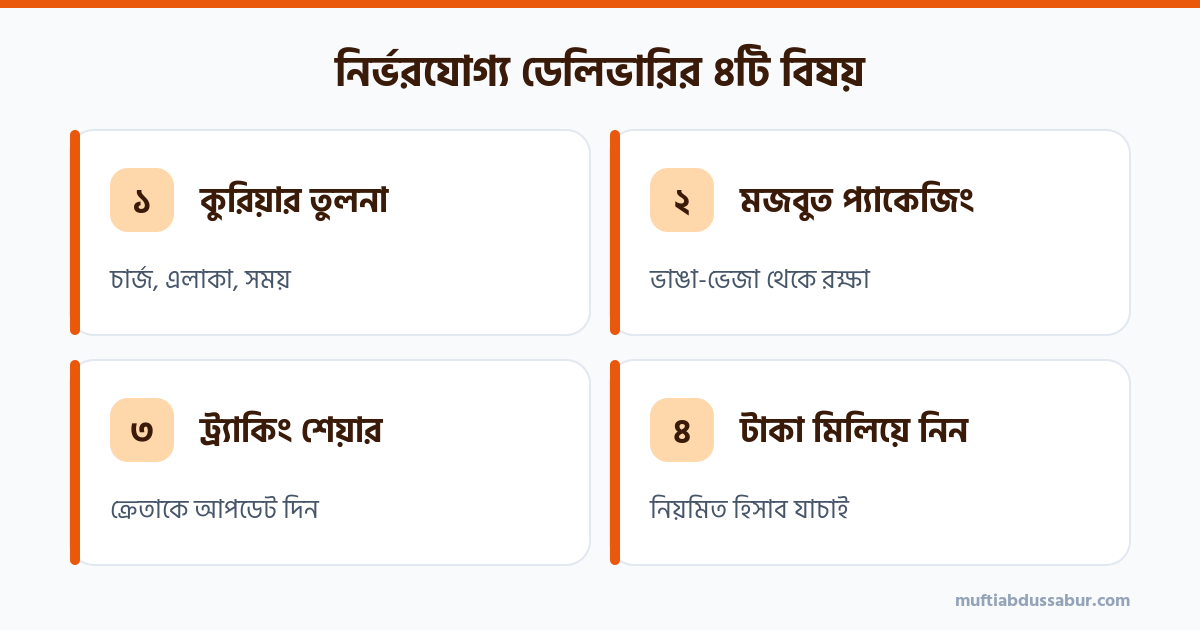 নির্ভরযোগ্য ডেলিভারির ৪টি বিষয়
১
কুরিয়ার তুলনা
চার্জ, এলাকা, সময়
২
মজবুত প্যাকেজিং
ভাঙা-ভেজা থেকে রক্ষা
৩
ট্র্যাকিং শেয়ার
ক্রেতাকে আপডেট দিন
৪
টাকা মিলিয়ে নিন
নিয়মিত হিসাব যাচাই
muftiabdussabur.com